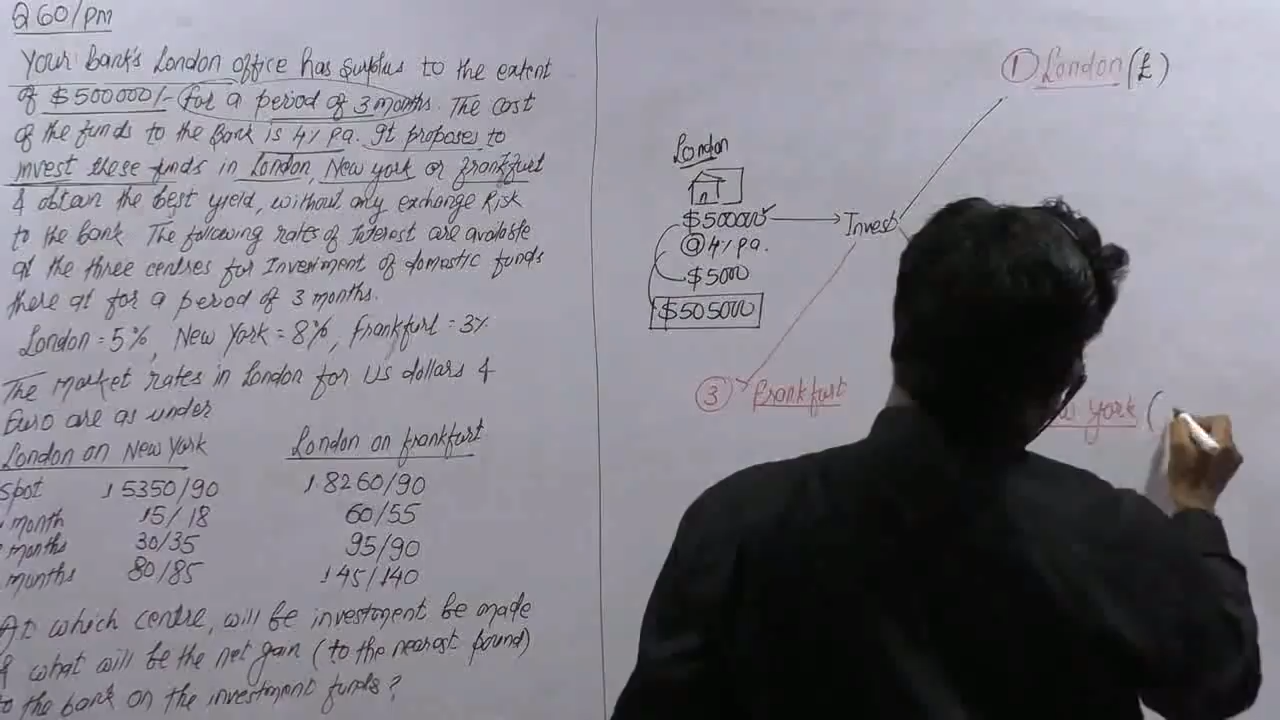 Q 60/PM
Your Bank's London office has surplus to the extent
of $500000/- for a period of 3 months. The cost
of the funds to the Bank is 4% Pa. It proposes to
invest these funds in London, New york or Frankfurt
& obtain the best yield, without any exchange Risk
to the bank The following rates of Interest are available
at the three centres for Investment of domestic funds
there at for a period of 3 months.
London = 5%, New York = 8%, Frankfurt = 3%
The market rates in London for US dollars &
Euro are as under
London on New York London on frankfurt
Spot 1 5350/90 1 8260/90
month 15/18 60/55
months 30/35 95/90
months 80/85 145/140
At which centre, will be investment be made
& what will be the net gain (to the nearest pound)
to the bank on the investment funds?
London
$500000
@ 4% Pa.
$5000
$505000
Invest
① London (£)
York (
③ Frankfurt